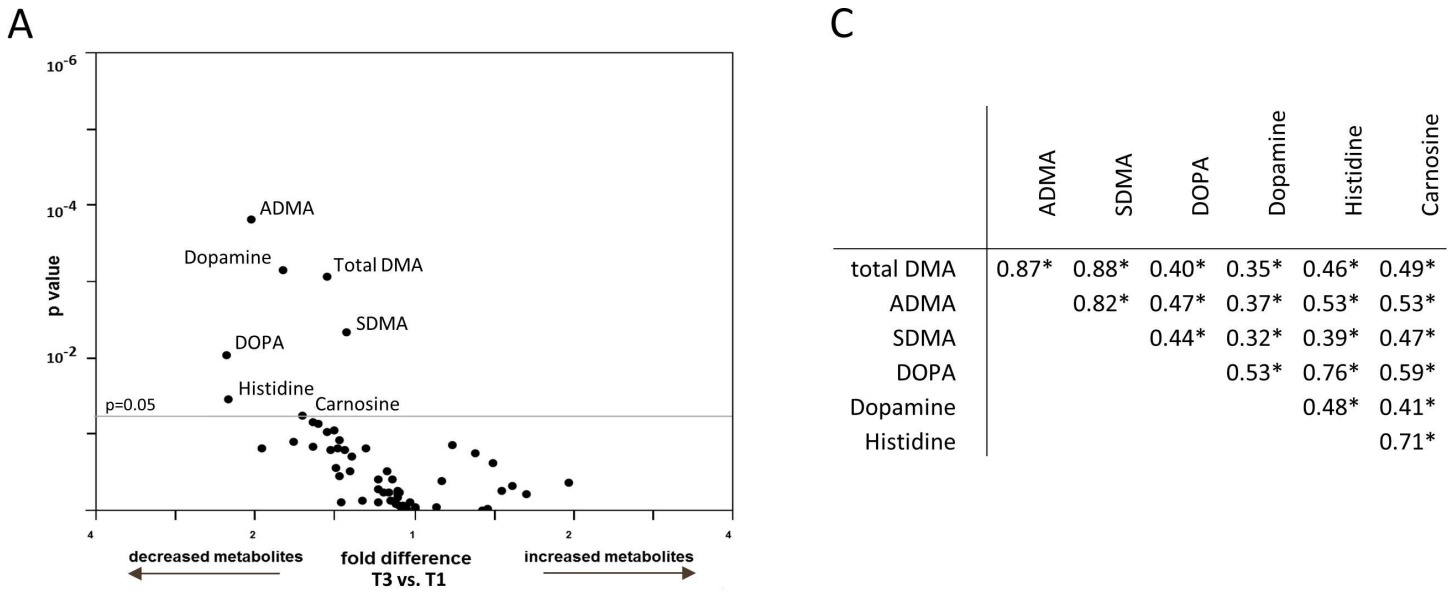 A
10-6
10-4
10-2
p value
ADMA
Dopamine
Total DMA
SDMA
DOPA
Histidine
p=0.05
Carnosine
4
2
1
2
4
decreased metabolites
fold difference
T3 vs. T1
increased metabolites
C
ADMA SDMA DOPA Dopamine Histidine Carnosine
total DMA 0.87* 0.88* 0.40* 0.35* 0.46* 0.49*
ADMA 0.82* 0.47* 0.37* 0.53* 0.53*
SDMA 0.44* 0.32* 0.39* 0.47*
DOPA 0.53* 0.76* 0.59*
Dopamine 0.48* 0.41*
Histidine 0.71*